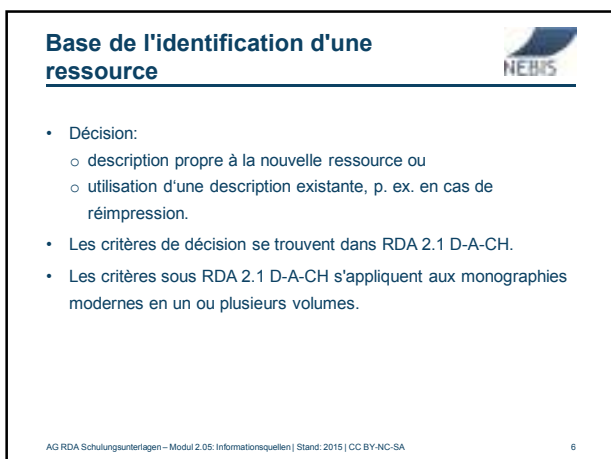 Base de l'identification d'une
ressource
NEBIS
• Décision:
o description propre à la nouvelle ressource ou
o utilisation d'une description existante, p. ex. en cas de
réimpression.
• Les critères de décision se trouvent dans RDA 2.1 D-A-CH.
• Les critères sous RDA 2.1 D-A-CH s'appliquent aux monographies
modernes en un ou plusieurs volumes.
AG RDA Schulungsunterlagen – Modul 2.05: Informationsquellen | Stand: 2015 | CC BY-NC-SA 6